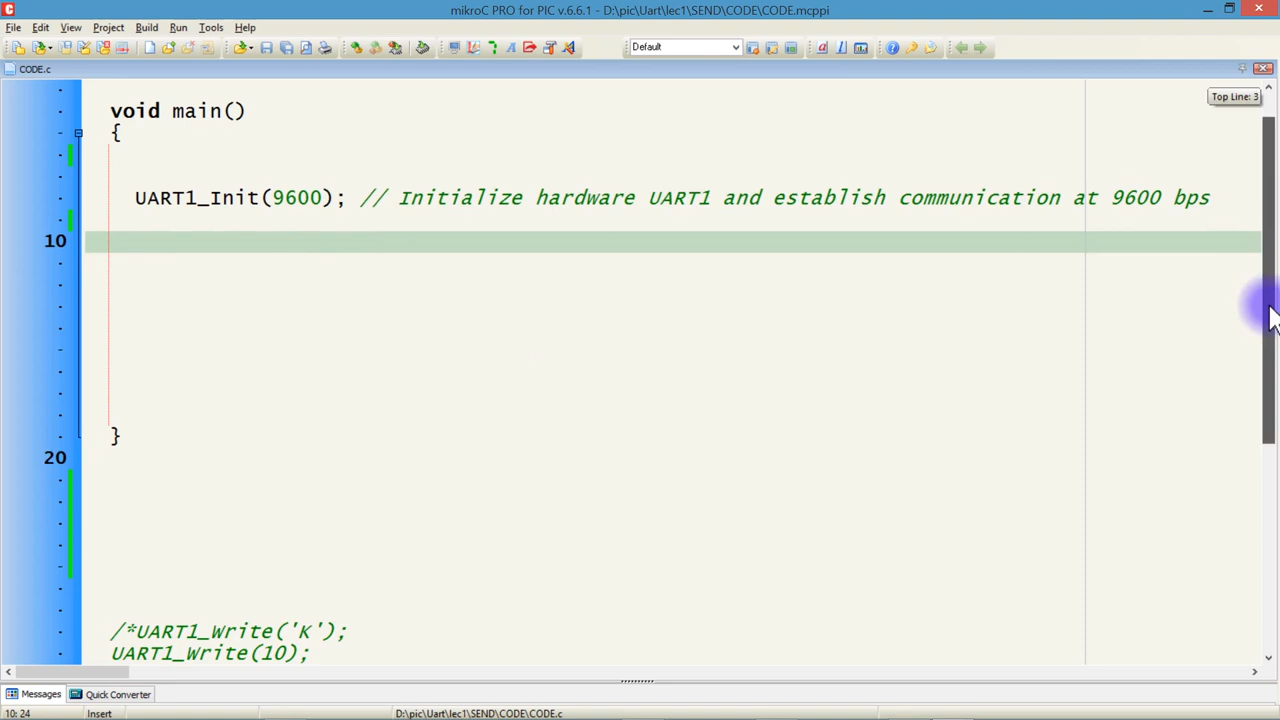 mikroC PRO for PIC v.6.6.1 - D:\pic\Uart\lec1\SEND\CODE\CODE.mcppi
File Edit View Project Build Run Tools Help
Default
CODE.c
Top Line: 3
void main()
{
UART1_Init(9600); // Initialize hardware UART1 and establish communication at 9600 bps
10
}
20
/*UART1_Write('K');
UART1_Write(10);
Messages Quick Converter
10: 24 Insert D:\pic\Uart\lec1\SEND\CODE\CODE.c